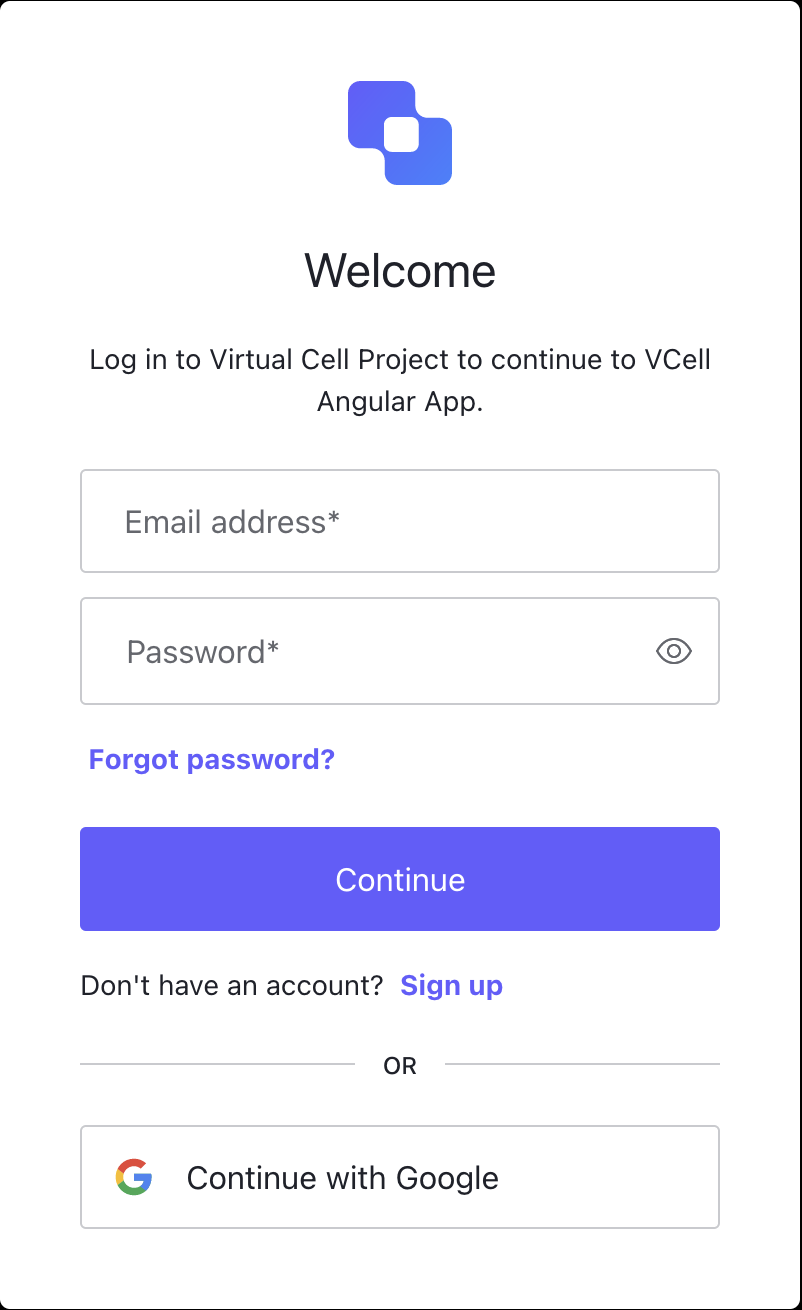 Welcome
Log in to Virtual Cell Project to continue to VCell
Angular App.
Email address*
Password*
Forgot password?
Continue
Don't have an account? Sign up
OR
Continue with Google